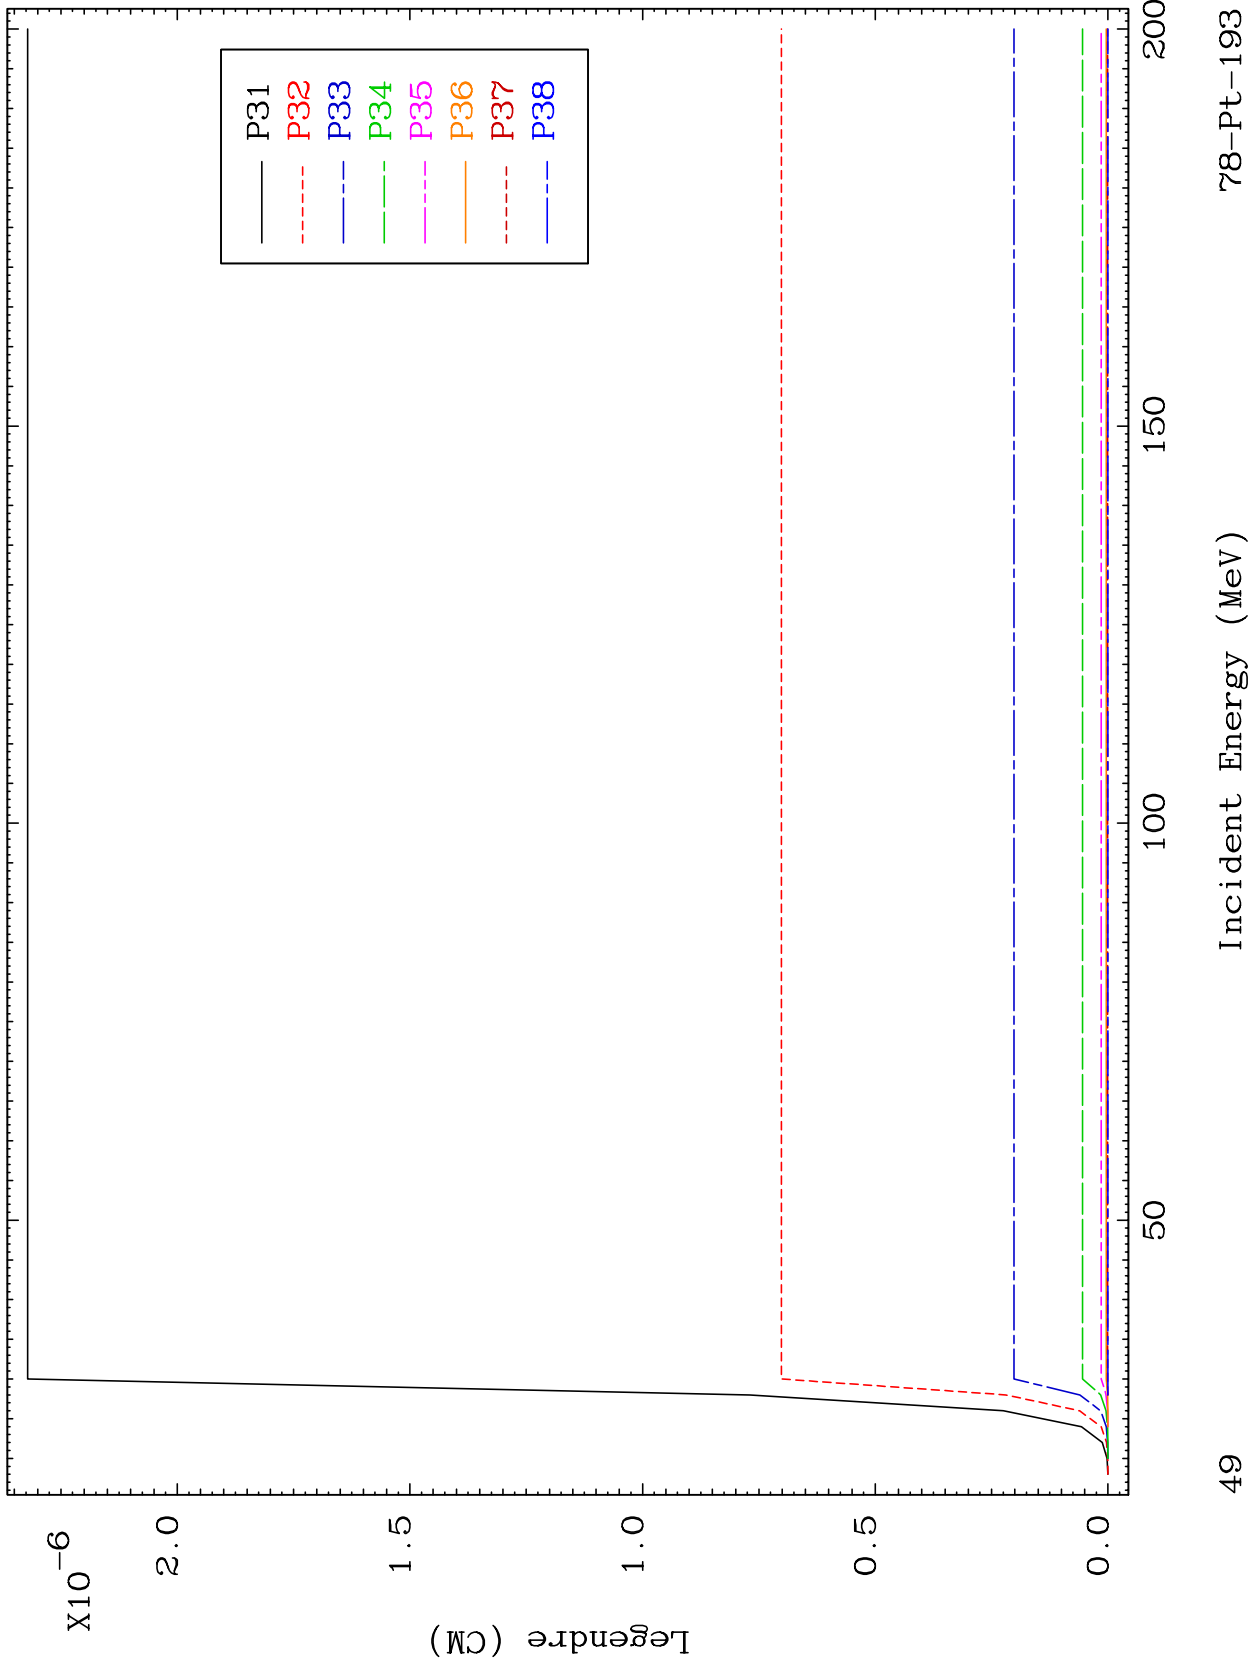 X10-6
2.0
1.5
1.0
0.5
0.0
Legendre (CM)
P31
P32
P33
P34
P35
P36
P37
P38
50
100
150
200
Incident Energy (MeV)
49
78-Pt-193